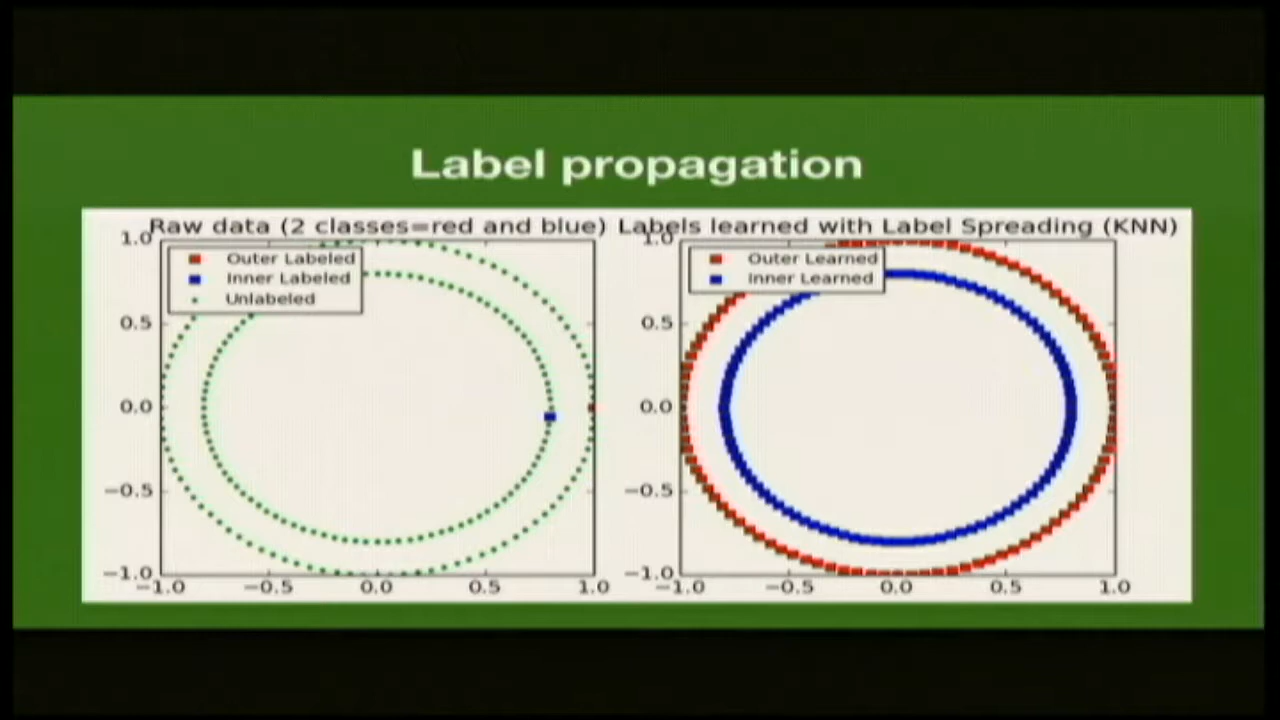 Label propagation
Raw data (2 classes=red and blue)
1.0
Outer Labeled
Inner Labeled
Unlabeled
0.5
0.0
−0.5
−1.0
−1.0 −0.5 0.0 0.5 1.0
Labels learned with Label Spreading (KNN)
1.0
Outer Learned
Inner Learned
0.5
0.0
−0.5
−1.0
−1.0 −0.5 0.0 0.5 1.0